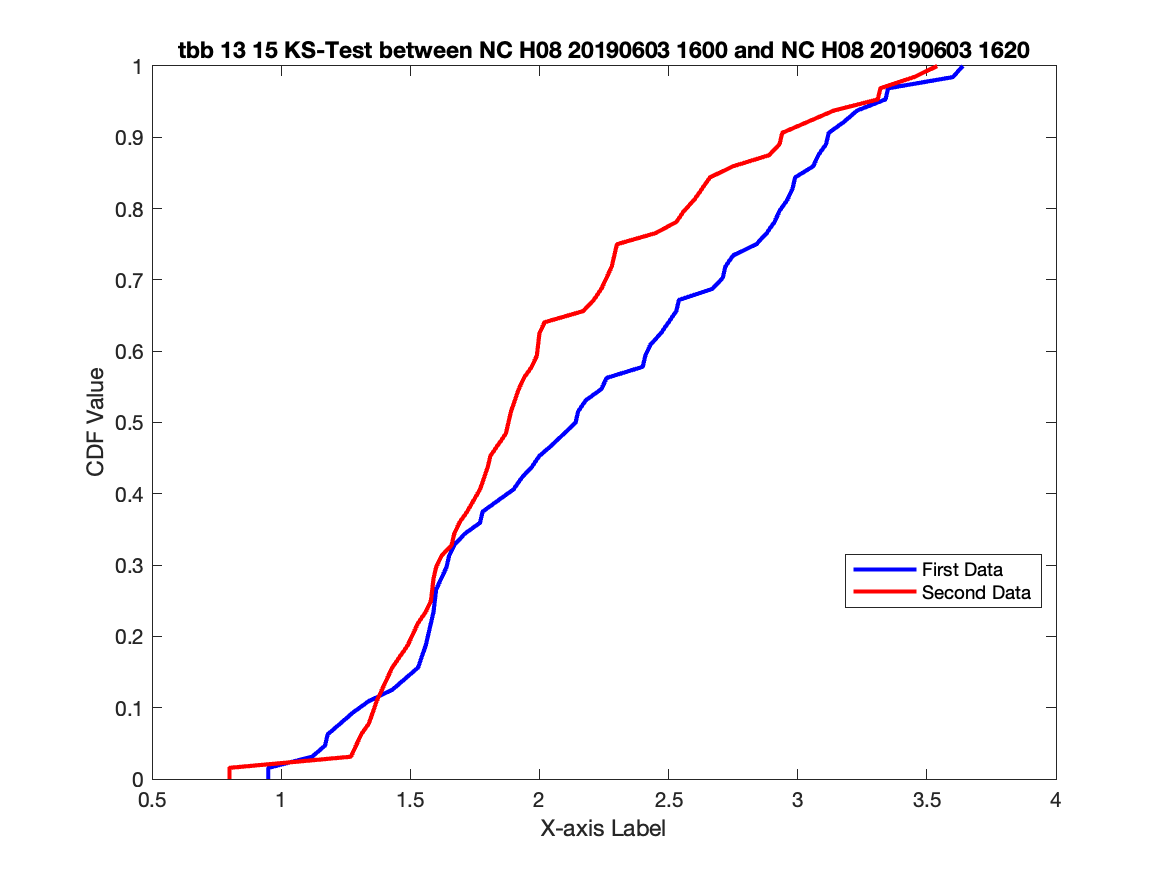 tbb 13 15 KS-Test between NC H08 20190603 1600 and NC H08 20190603 1620
1
0.9
0.8
0.7
0.6
0.5
0.4
0.3
0.2
0.1
0
CDF Value
First Data
Second Data
0.5 1 1.5 2 2.5 3 3.5 4
X-axis Label